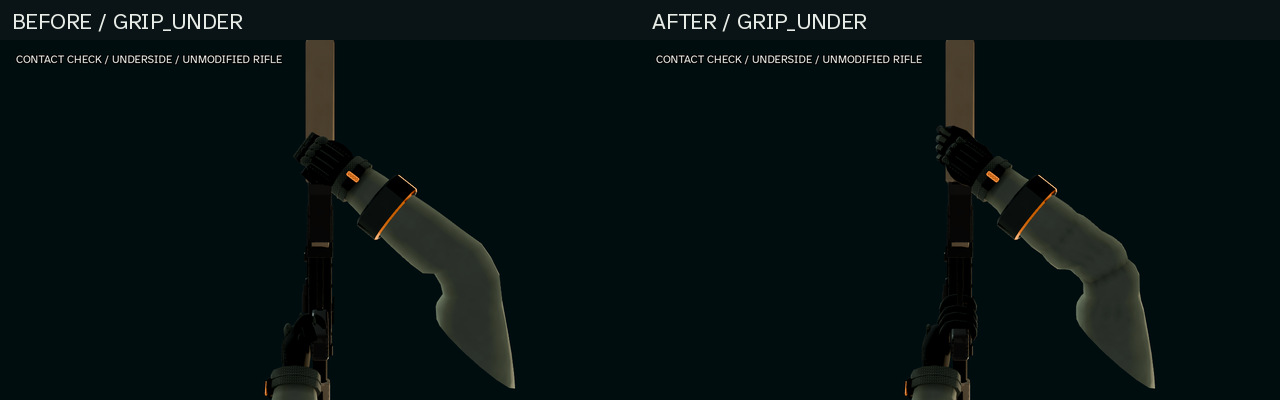 BEFORE / GRIP_UNDER
AFTER / GRIP_UNDER
CONTACT CHECK / UNDERSIDE / UNMODIFIED RIFLE
CONTACT CHECK / UNDERSIDE / UNMODIFIED RIFLE